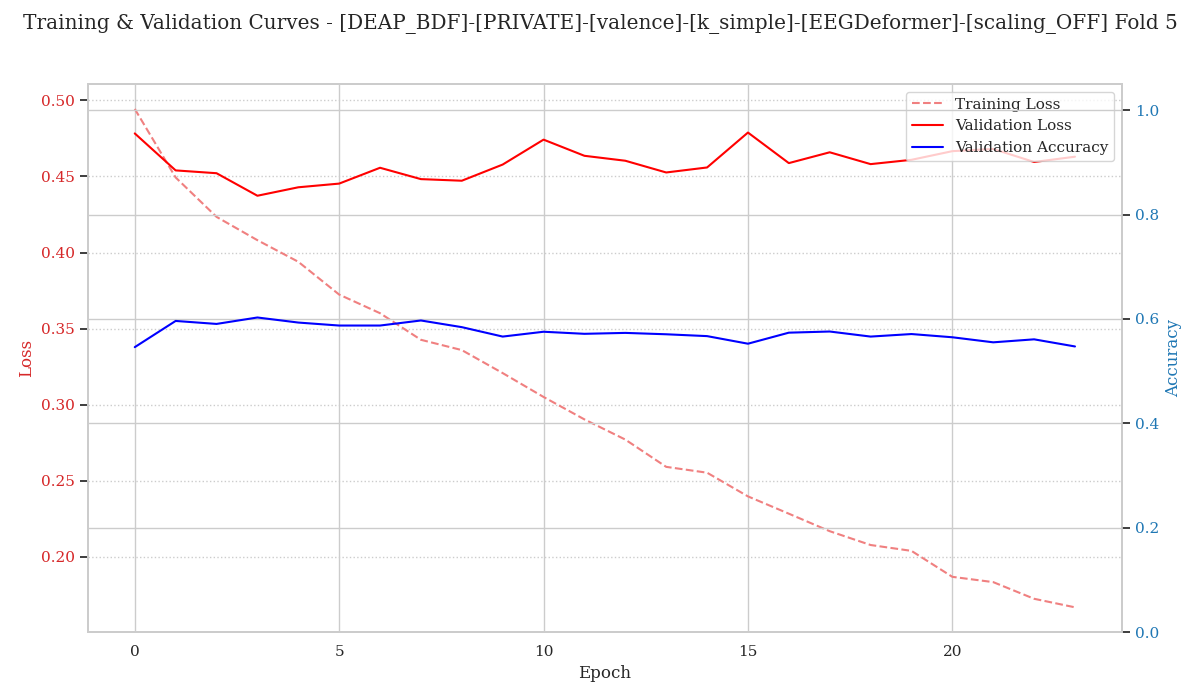 Training & Validation Curves - [DEAP_BDF]-[PRIVATE]-[valence]-[k_simple]-[EEGDeformer]-[scaling_OFF] Fold 5
Training Loss
Validation Loss
Validation Accuracy
0.50
0.45
0.40
0.35
0.30
0.25
0.20
Loss
1.0
0.8
0.6
0.4
0.2
0.0
Accuracy
0
5
10
15
20
Epoch